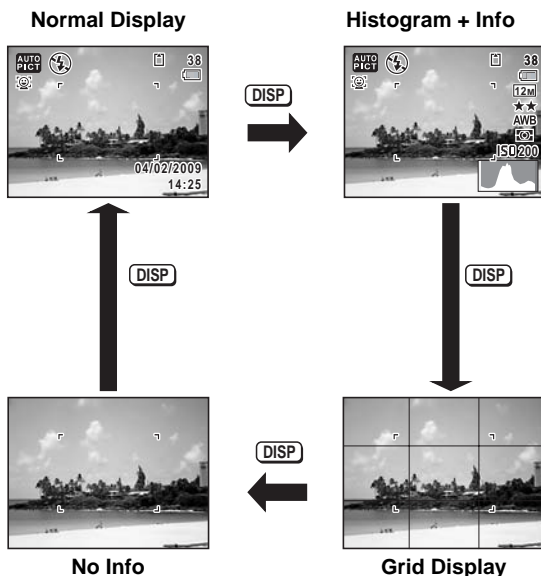 Normal Display
Histogram + Info
AUTO
PICT
38
04/02/2009
14:25
DISP
AUTO
PICT
38
12M
★★
AWB
ISO 200
DISP
DISP
DISP
No Info
Grid Display